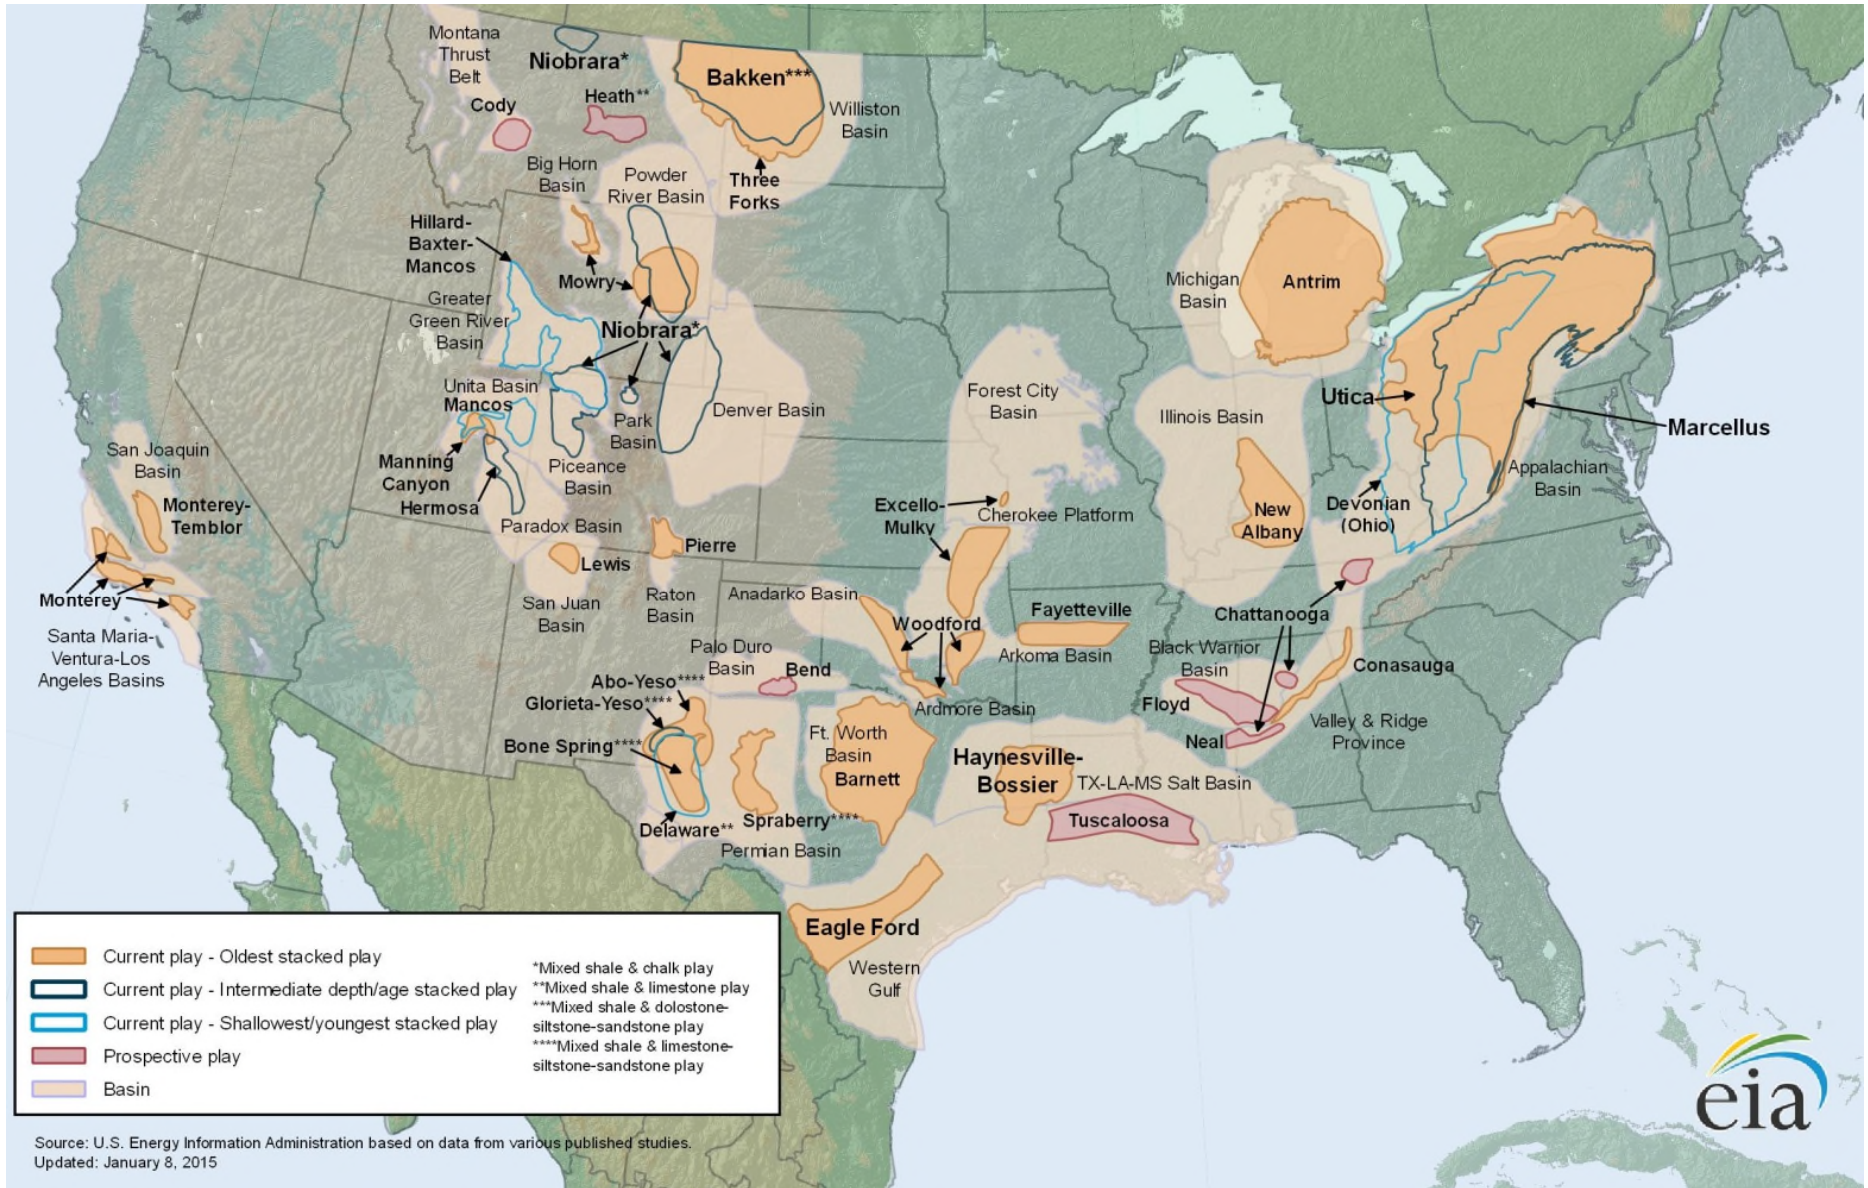 Montana
Thrust
Belt
Niobrara*
Bakken***
Cody
Heath**
Williston
Basin
Big Horn
Basin
Powder
River Basin
Three
Forks
Hillard-
Baxter-
Mancos
Mowry
Greater
Green River
Basin
Niobrara*
Michigan
Basin
Antrim
Unita Basin
Mancos
Park
Basin
Denver Basin
Forest City
Basin
Illinois Basin
Utica
Marcellus
San Joaquin
Basin
Manning
Canyon
Hermosa
Piceance
Basin
Appalachian
Basin
Monterey-
Temblor
Paradox Basin
Excello-
Mulky
Cherokee Platform
New
Albany
Devonian
(Ohio)
Pierre
Lewis
Monterey
San Juan
Basin
Raton
Basin
Anadarko Basin
Woodford
Fayetteville
Chattanooga
Santa Maria-
Ventura-Los
Angeles Basins
Palo Duro
Basin
Bend
Arkoma Basin
Black Warrior
Basin
Conasauga
Abo-Yeso****
Glorieta-Yeso****
Ardmore Basin
Floyd
Valley & Ridge
Province
Bone Spring****
Ft. Worth
Basin
Barnett
Neal
Haynesville-
Bossier
TX-LA-MS Salt Basin
Delaware**
Spraberry****
Tuscaloosa
Permian Basin
Eagle Ford
Western
Gulf
Current play - Oldest stacked play
Current play - Intermediate depth/age stacked play
Current play - Shallowest/youngest stacked play
Prospective play
Basin
*Mixed shale & chalk play
**Mixed shale & limestone play
***Mixed shale & dolostone-
siltstone-sandstone play
****Mixed shale & limestone-
siltstone-sandstone play
eia
Source: U.S. Energy Information Administration based on data from various published studies.
Updated: January 8, 2015